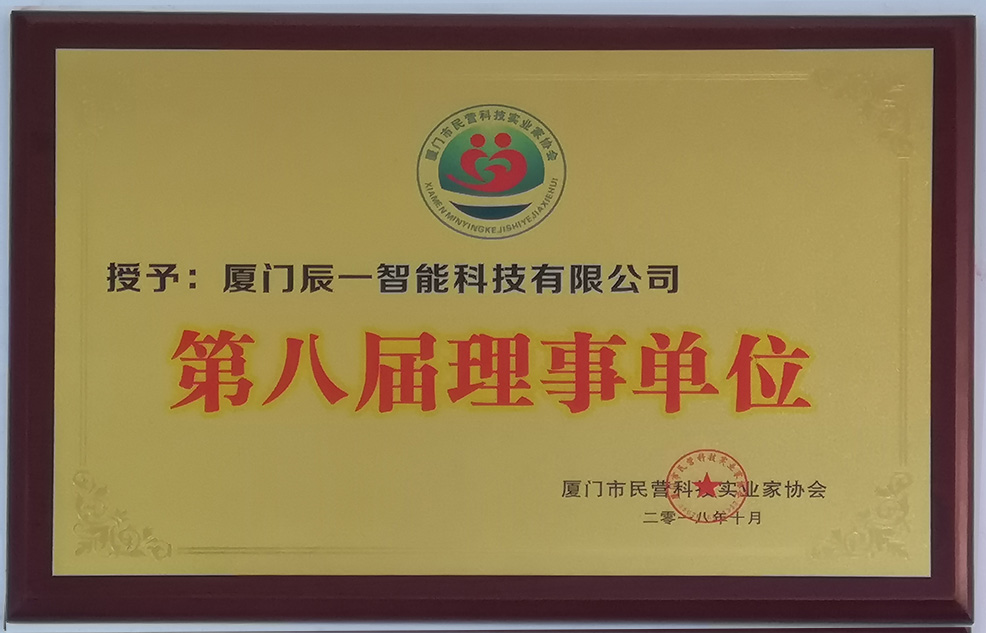 厦门市民营科技实业家协会
XIAMEN MINYINGKEJISHIYEJIAXIEHUI
授予：厦门辰一智能科技有限公司
第八届理事单位
厦门市民营科技实业家协会
二零一八年十月